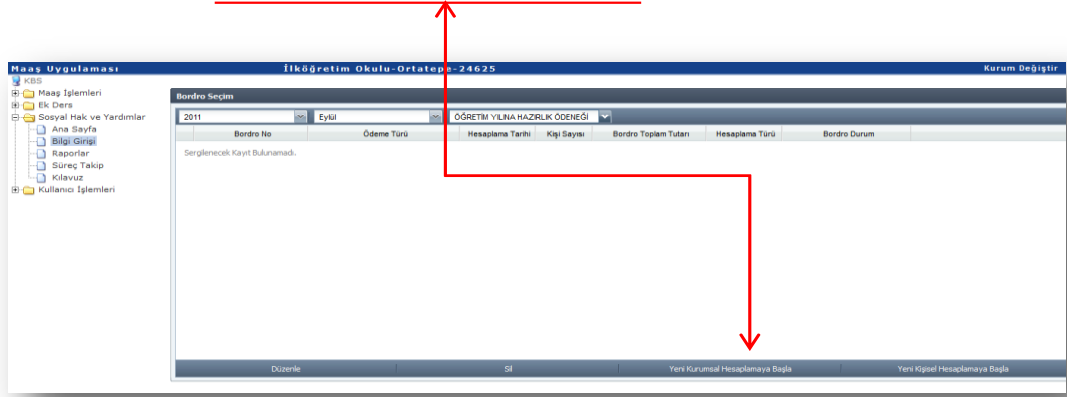 Maaş Uygulaması İlköğretim Okulu-Ortatepe-24625 Kurum Değiştir
KBS
Maaş İşlemleri
Ek Ders
Sosyal Hak ve Yardımlar
Ana Sayfa
Bilgi Girişi
Raporlar
Süreç Takip
Kılavuz
Kullanıcı İşlemleri
Bordro Seçim
2011 Eylül ÖĞRETİM YILINA HAZIRLIK ÖDENEĞİ
Bordro No Ödeme Türü Hesaplama Tarihi Kişi Sayısı Bordro Toplam Tutarı Hesaplama Türü Bordro Durum
Sergilenecek Kayıt Bulunamadı.
Düzenle Sil Yeni Kurumsal Hesaplamaya Başla Yeni Kişisel Hesaplamaya Başla